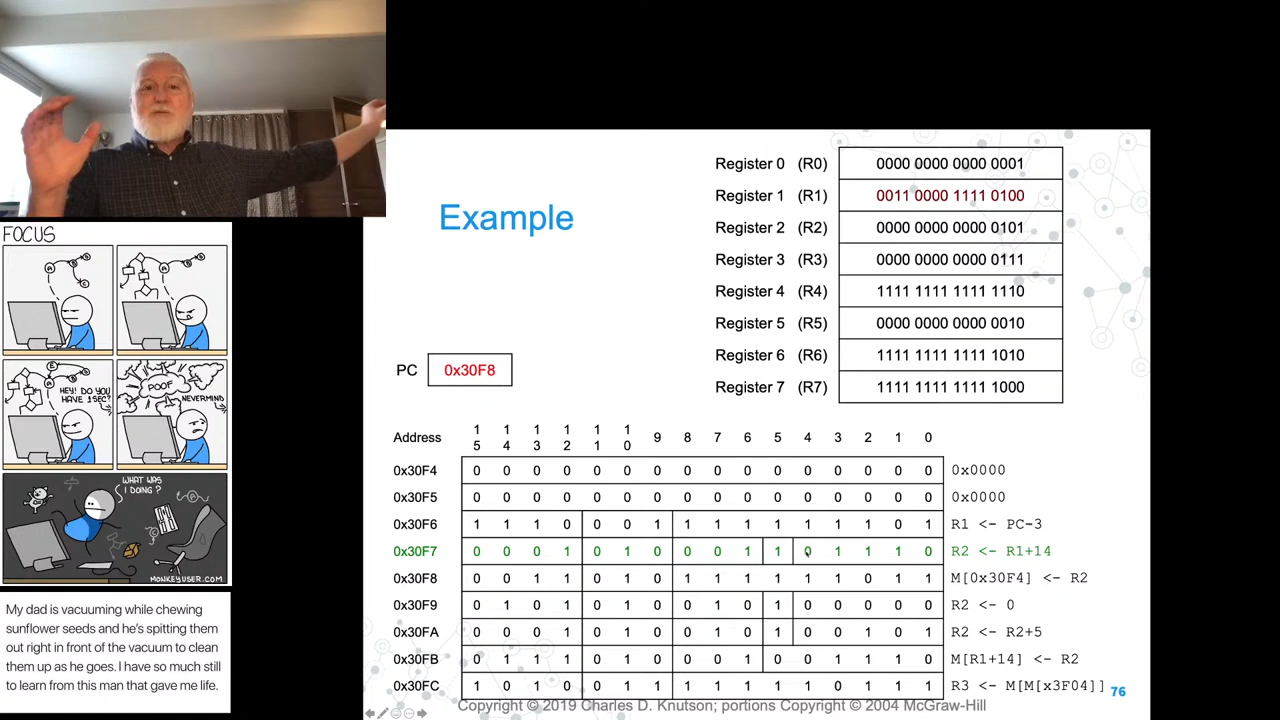 Example
Register 0 (R0) 0000 0000 0000 0001
Register 1 (R1) 0011 0000 1111 0100
Register 2 (R2) 0000 0000 0000 0101
Register 3 (R3) 0000 0000 0000 0111
Register 4 (R4) 1111 1111 1111 1110
Register 5 (R5) 0000 0000 0000 0010
Register 6 (R6) 1111 1111 1111 1010
Register 7 (R7) 1111 1111 1111 1000
PC 0x30F8
Address 15 14 13 12 11 10 9 8 7 6 5 4 3 2 1 0
0x30F4 0 0 0 0 0 0 0 0 0 0 0 0 0 0 0 0 0x0000
0x30F5 0 0 0 0 0 0 0 0 0 0 0 0 0 0 0 0 0x0000
0x30F6 1 1 1 0 0 0 1 1 1 1 1 1 1 1 0 1 R1 <- PC-3
0x30F7 0 0 0 1 0 1 0 0 0 1 1 0 1 1 1 0 R2 <- R1+14
0x30F8 0 0 1 1 0 1 0 1 1 1 1 1 1 0 1 1 M[0x30F4] <- R2
0x30F9 0 1 0 1 0 1 0 0 1 0 1 0 0 0 0 0 R2 <- 0
0x30FA 0 0 0 1 0 1 0 0 1 0 1 0 0 1 0 1 R2 <- R2+5
0x30FB 0 1 1 1 0 1 0 0 0 1 0 0 1 1 1 0 M[R1+14] <- R2
0x30FC 1 0 1 0 0 1 1 1 1 1 1 1 0 1 1 1 R3 <- M[M[x3F04]]
76
Copyright © 2019 Charles D. Knutson; portions Copyright © 2004 McGraw-Hill
FOCUS
HEY! DO YOU
HAVE 1 SEC?
POOF
NEVERMIND
WHAT WAS
I DOING?
MONKEYUSER.COM
My dad is vacuuming while chewing
sunflower seeds and he's spitting them
out right in front of the vacuum to clean
them up as he goes. I have so much still
to learn from this man that gave me life.